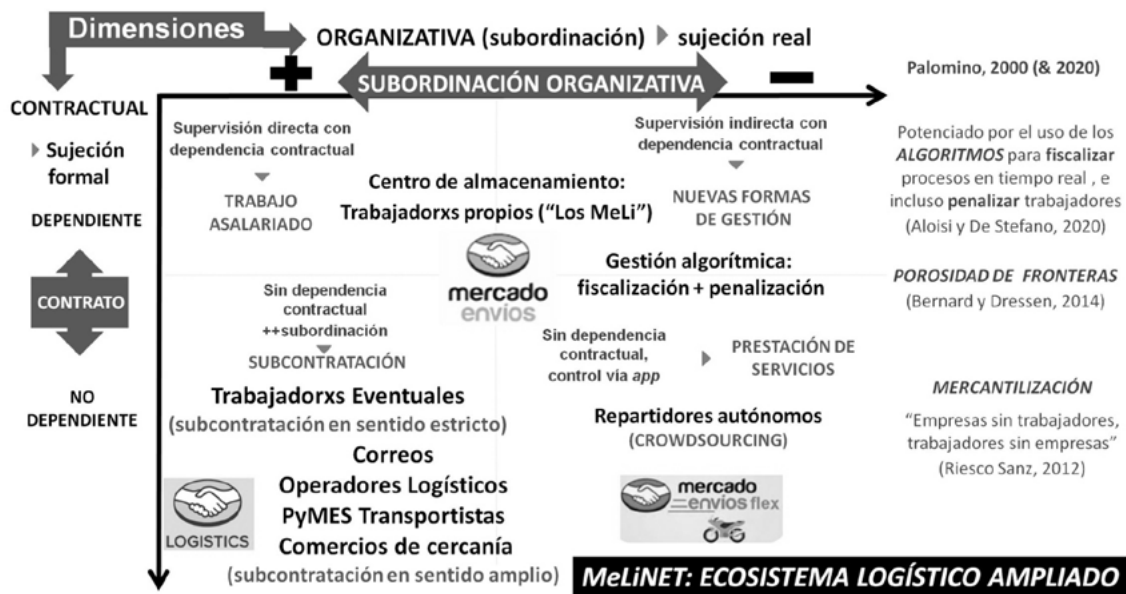 Dimensiones
ORGANIZATIVA (subordinación) ▸ sujeción real
+
SUBORDINACIÓN ORGANIZATIVA
−
Palomino, 2000 (& 2020)
CONTRACTUAL
▸ Sujeción
formal
DEPENDIENTE
CONTRATO
NO
DEPENDIENTE
Supervisión directa con
dependencia contractual
TRABAJO
ASALARIADO
Centro de almacenamiento:
Trabajadorxs propios (“Los MeLi”)
Supervisión indirecta con
dependencia contractual
NUEVAS FORMAS
DE GESTIÓN
mercado
envíos
Gestión algorítmica:
fiscalización + penalización
Sin dependencia
contractual
++subordinación
SUBCONTRATACIÓN
Trabajadorxs Eventuales
(subcontratación en sentido estricto)
Correos
Operadores Logísticos
PyMES Transportistas
Comercios de cercanía
(subcontratación en sentido amplio)
LOGISTICS
Sin dependencia
contractual,
control vía app
PRESTACIÓN DE
SERVICIOS
Repartidores autónomos
(CROWDSOURCING)
mercado
envíos flex
Potenciado por el uso de los
ALGORITMOS para fiscalizar
procesos en tiempo real , e
incluso penalizar trabajadores
(Aloisi y De Stefano, 2020)
POROSIDAD DE FRONTERAS
(Bernard y Dressen, 2014)
MERCANTILIZACIÓN
“Empresas sin trabajadores,
trabajadores sin empresas”
(Riesco Sanz, 2012)
MeLiNET: ECOSISTEMA LOGÍSTICO AMPLIADO